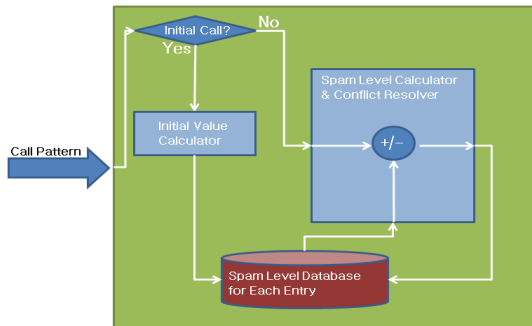 Initial Call?
No
Yes
Spam Level Calculator
& Conflict Resolver
Initial Value
Calculator
+/−
Call Pattern
Spam Level Database
for Each Entry